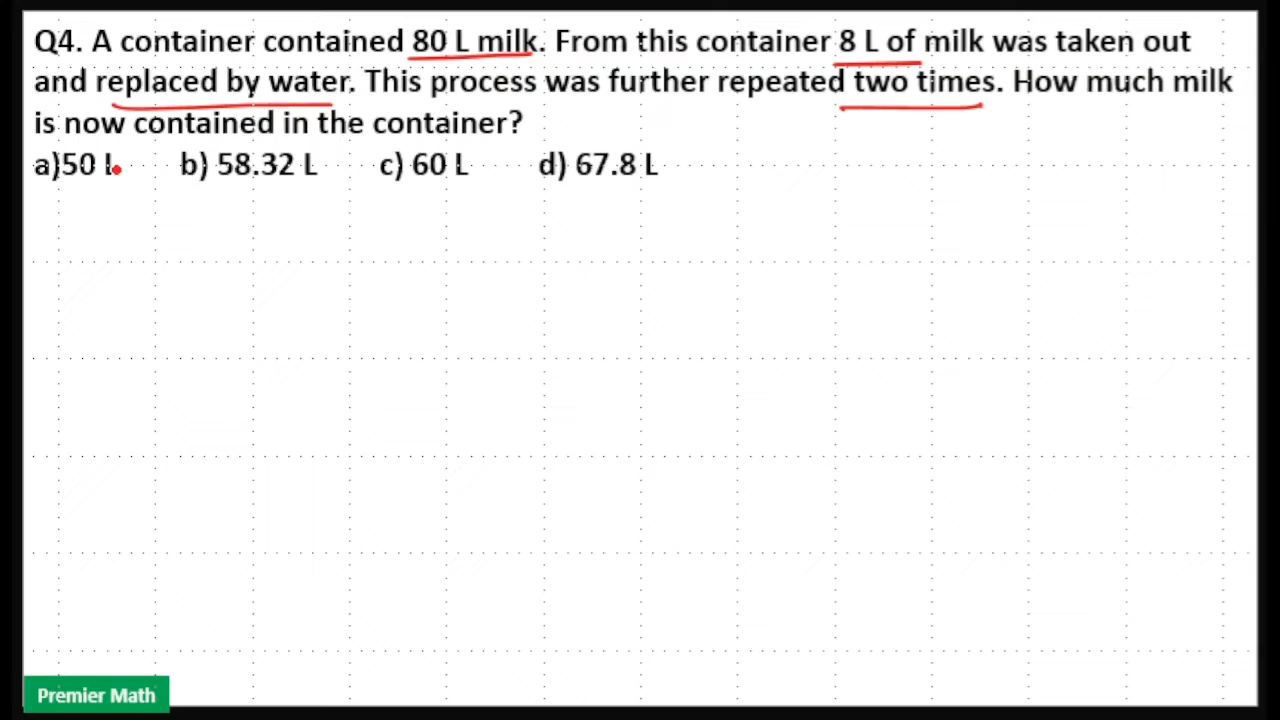 Q4. A container contained 80 L milk. From this container 8 L of milk was taken out
and replaced by water. This process was further repeated two times. How much milk
is now contained in the container?
a)50 L b) 58.32 L c) 60 L d) 67.8 L
Premier Math